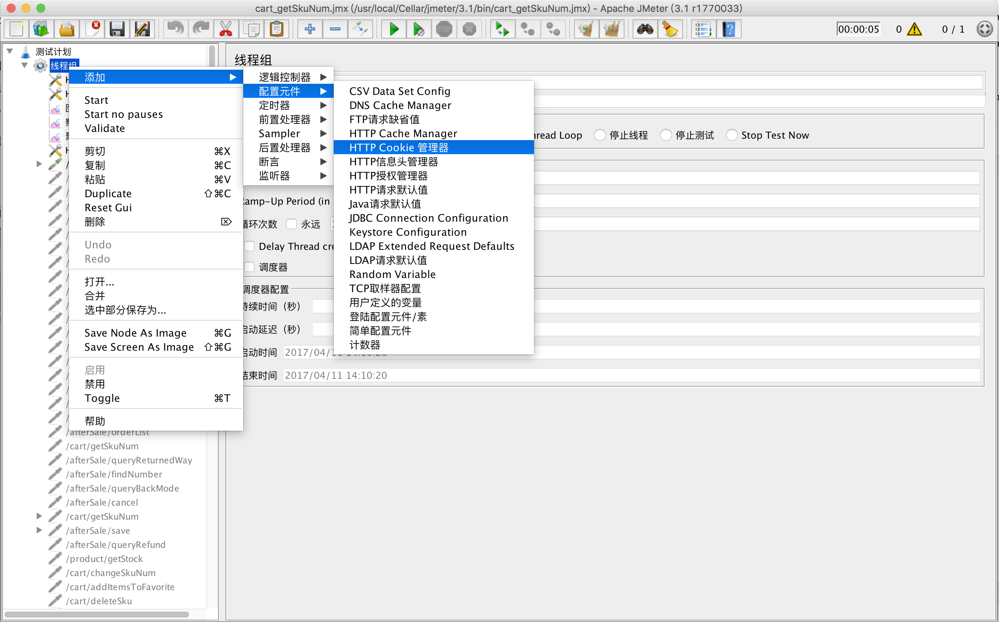 cart_getSkuNum.jmx (/usr/local/Cellar/jmeter/3.1/bin/cart_getSkuNum.jmx) - Apache JMeter (3.1 r1770033)
STOP
00:00:05
0
0 / 1
测试计划
线程组
/afterSale/orderList
/cart/getSkuNum
/afterSale/queryReturnedWay
/afterSale/findNumber
/afterSale/queryBackMode
/afterSale/cancel
/cart/getSkuNum
/afterSale/save
/afterSale/queryRefund
/product/getStock
/cart/changeSkuNum
/cart/addItemsToFavorite
/cart/deleteSku
添加
Start
Start no pauses
Validate
剪切 ⌘X
复制 ⌘C
粘贴 ⌘V
Duplicate ⇧⌘C
Reset Gui
删除 ⌦
Undo
Redo
打开...
合并
选中部分保存为...
Save Node As Image ⌘G
Save Screen As Image ⇧⌘G
启用
禁用
Toggle ⌘T
帮助
逻辑控制器
配置元件
定时器
前置处理器
Sampler
后置处理器
断言
监听器
CSV Data Set Config
DNS Cache Manager
FTP请求缺省值
HTTP Cache Manager
HTTP Cookie 管理器
HTTP信息头管理器
HTTP授权管理器
HTTP请求默认值
Java请求默认值
JDBC Connection Configuration
Keystore Configuration
LDAP Extended Request Defaults
LDAP请求默认值
Random Variable
TCP取样器配置
用户定义的变量
登陆配置元件/素
简单配置元件
计数器
线程组
Loop 停止线程 停止测试 Stop Test Now
Period (in
循环次数 永远
Delay Thread
调度器
调度器配置
持续时间（秒）
启动延迟（秒）
启动时间 2017/04/11 14:10:20
结束时间 2017/04/11 14:10:20